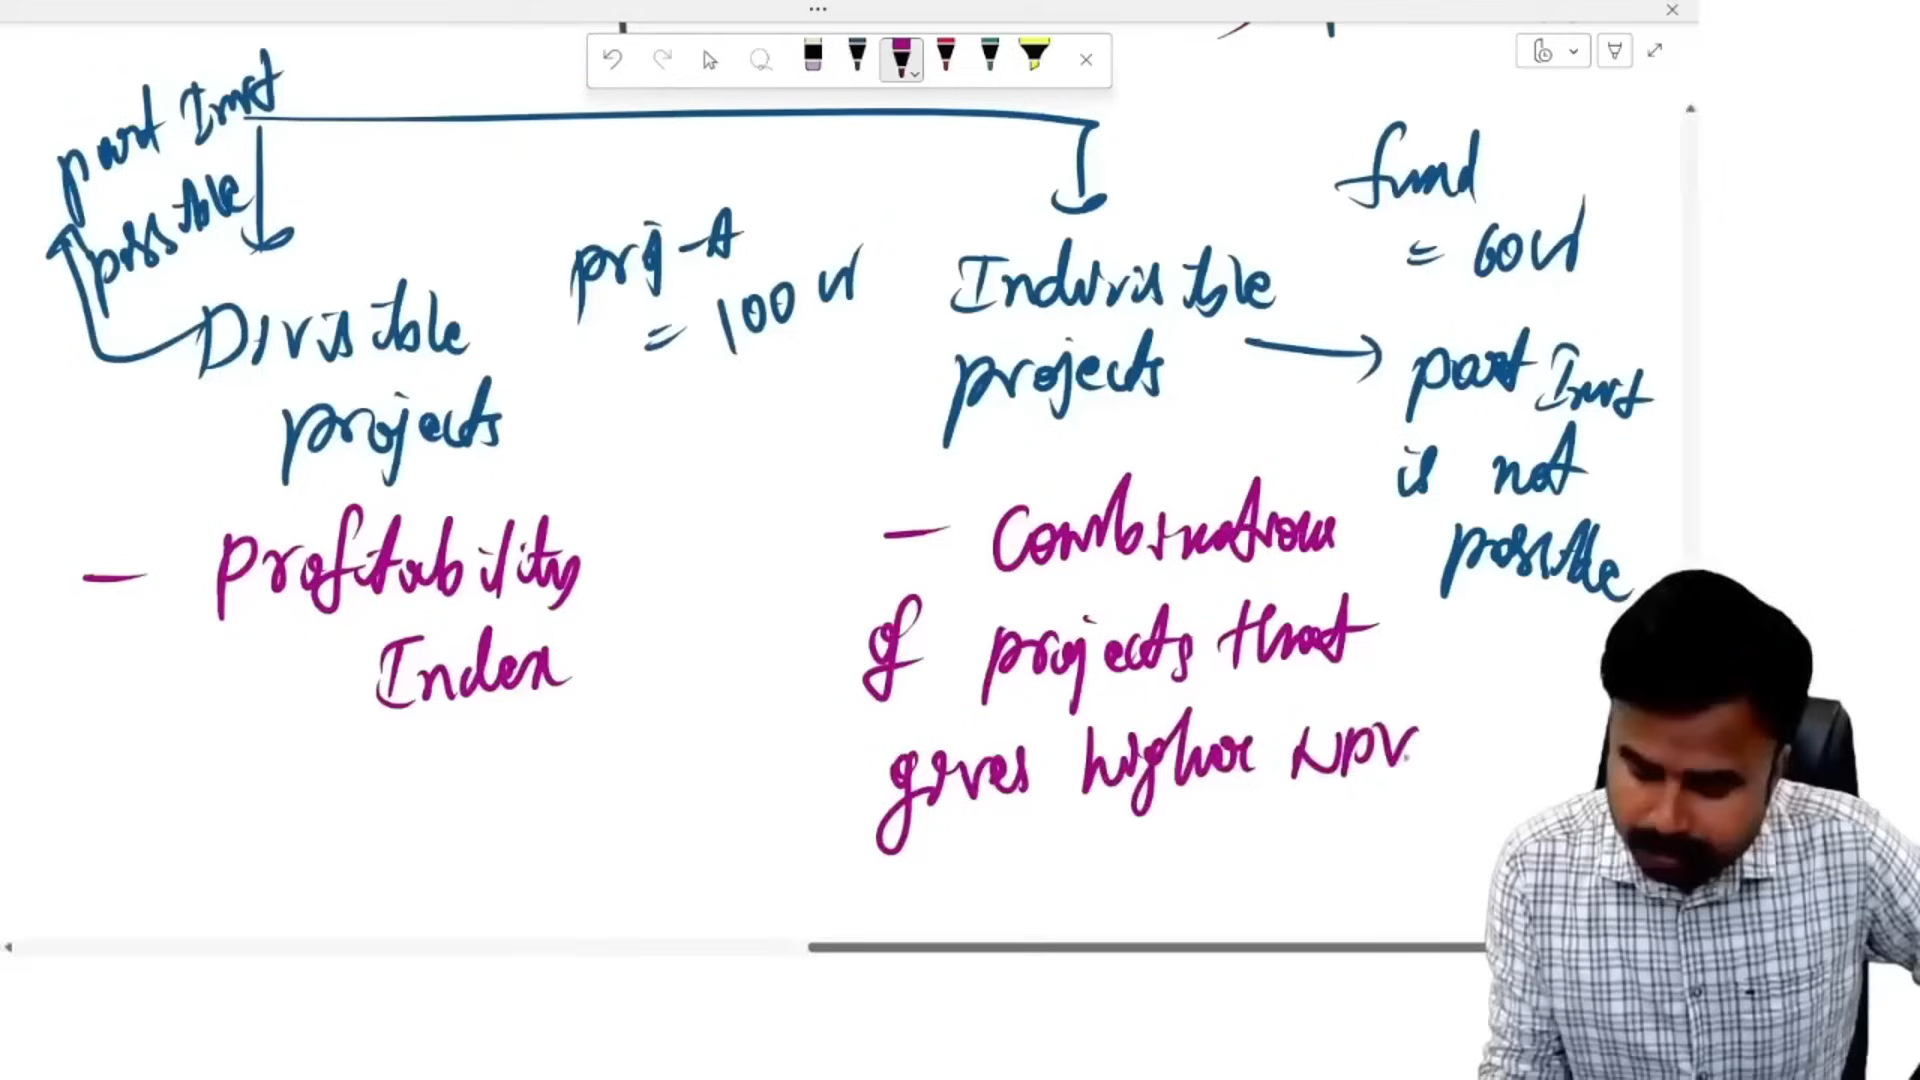 part Invst
possible
Divisible
projects
- Profitability
Index
proj-A
= 100 cr
Indivisible
projects
fund
= 60 cr
part Invst
is not
possible
- Combination
of projects that
gives higher NPV